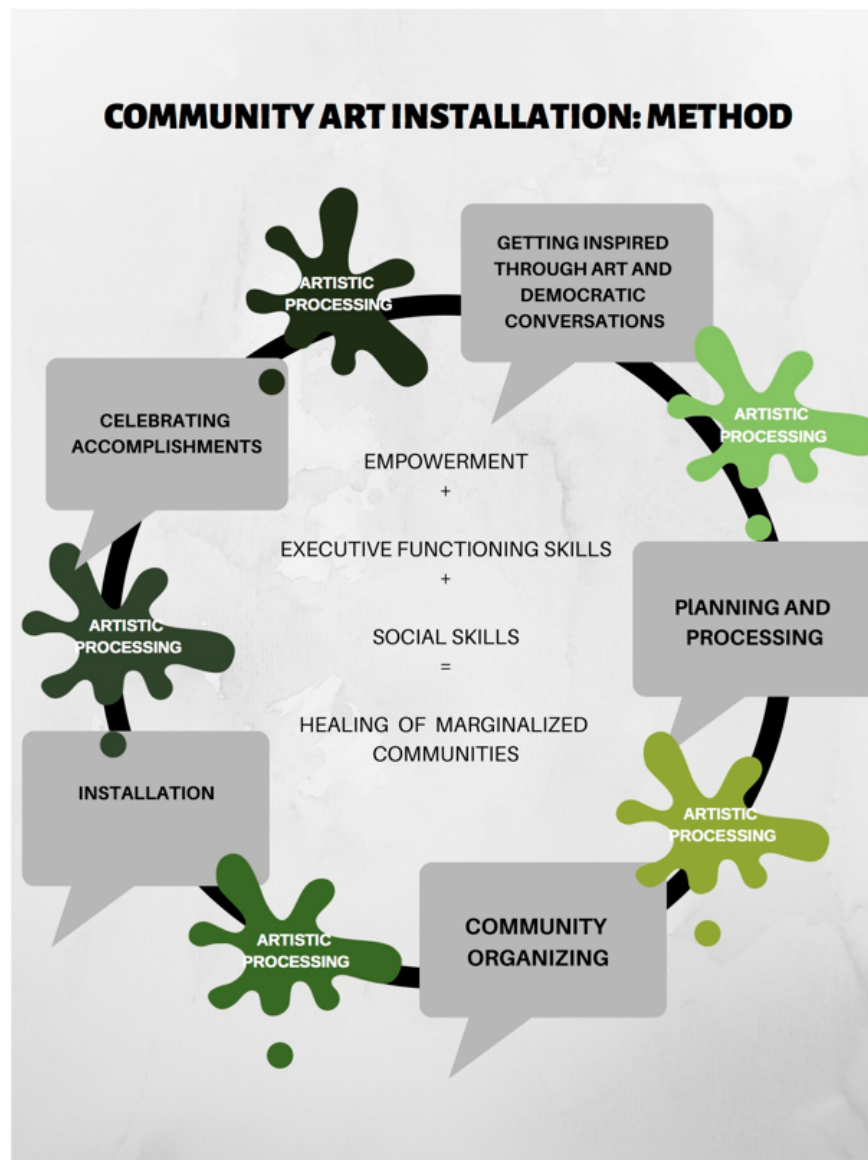 COMMUNITY ART INSTALLATION: METHOD
GETTING INSPIRED
THROUGH ART AND
DEMOCRATIC
CONVERSATIONS
ARTISTIC
PROCESSING
PlANNING AND
PROCESSING
ARTISTIC
PROCESSING
COMMUNITY
ORGANIZING
ARTISTIC
PROCESSING
INSTALLATION
ARTISTIC
PROCESSING
CELEBRATING
ACCOMPLISHMENTS
ARTISTIC
PROCESSING
EMPOWERMENT
+
EXECUTIVE FUNCTIONING SKILLS
+
SOCIAL SKILLS
=
HEALING OF MARGINALIZED
COMMUNITIES